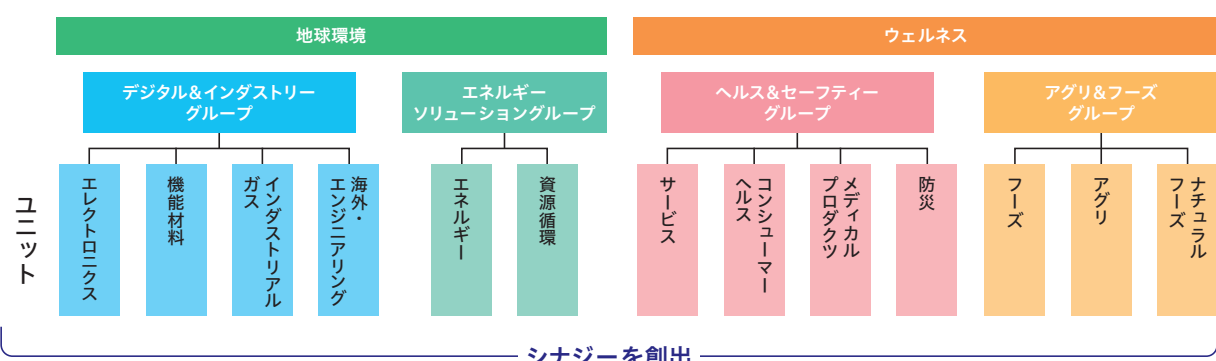 地球環境
ウェルネス
デジタル&インダストリー
グループ
エネルギー
ソリューショングループ
ヘルス&セーフティー
グループ
アグリ&フーズ
グループ
ユニット
エレクトロニクス
機能材料
インダストリアル
ガス
海外・
エンジニアリング
エネルギー
資源循環
サービス
コンシューマー
ヘルス
メディカル
プロダクツ
防災
フーズ
アグリ
ナチュラル
フーズ
シナジーを創出